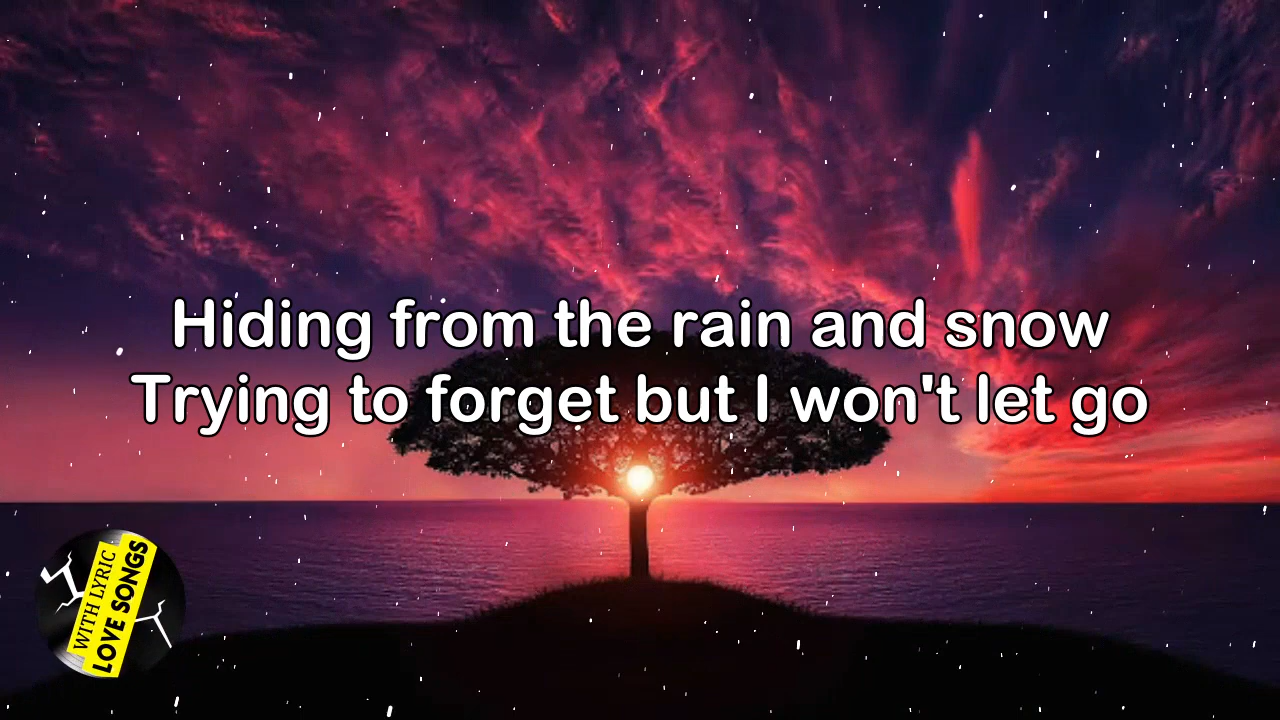 Hiding from the rain and snow
Trying to forget but I won't let go
WITH LYRIC
LOVE SONGS